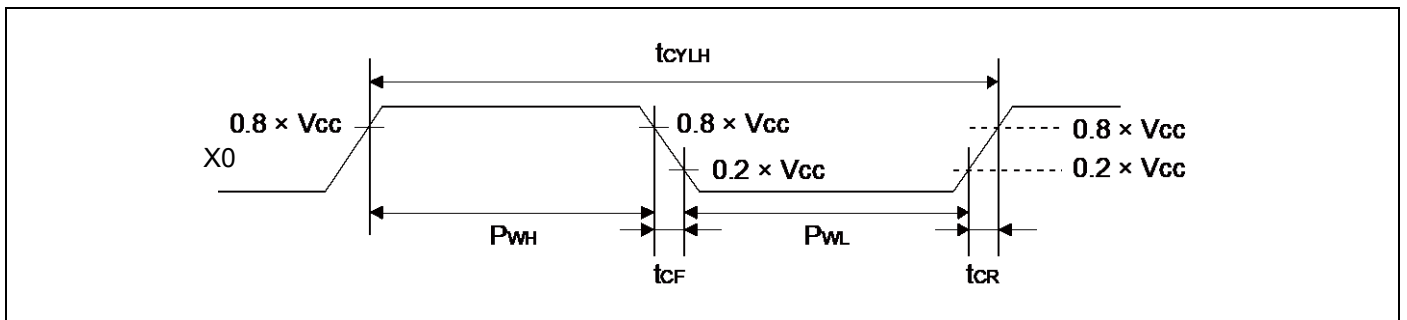 tCYLH
0.8 × Vcc
0.8 × Vcc
0.8 × Vcc
X0
0.2 × Vcc
0.2 × Vcc
PWH
PWL
tCF
tCR